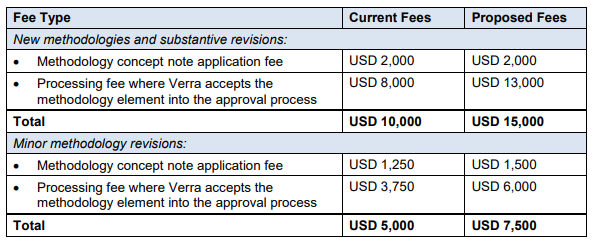 Fee Type Current Fees Proposed Fees
New methodologies and substantive revisions:
• Methodology concept note application fee USD 2,000 USD 2,000
• Processing fee where Verra accepts the USD 8,000 USD 13,000
methodology element into the approval process
Total USD 10,000 USD 15,000
Minor methodology revisions:
• Methodology concept note application fee USD 1,250 USD 1,500
• Processing fee where Verra accepts the USD 3,750 USD 6,000
methodology element into the approval process
Total USD 5,000 USD 7,500